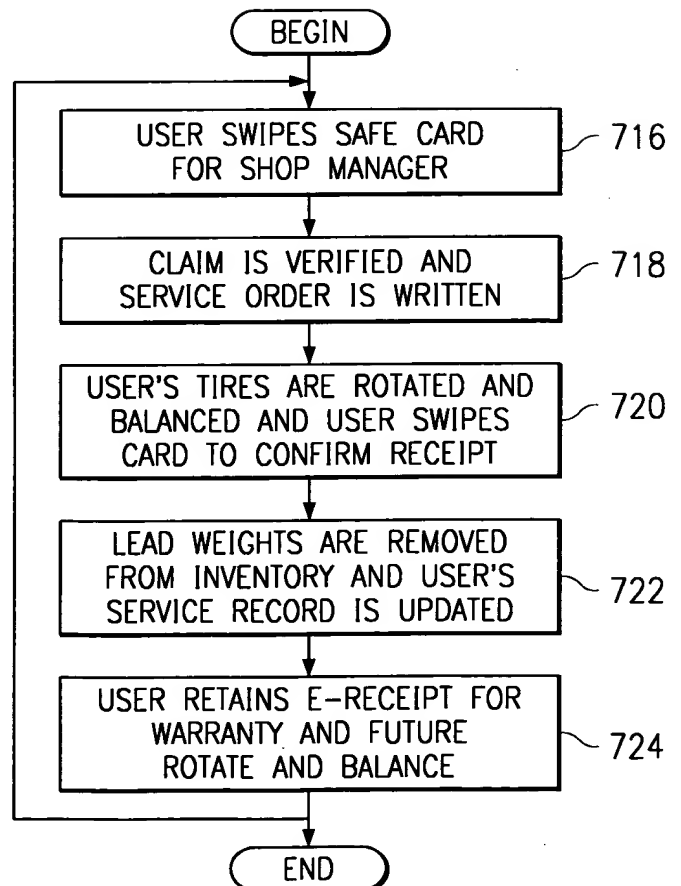 BEGIN
USER SWIPES SAFE CARD
FOR SHOP MANAGER
716
CLAIM IS VERIFIED AND
SERVICE ORDER IS WRITTEN
718
USER'S TIRES ARE ROTATED AND
BALANCED AND USER SWIPES
CARD TO CONFIRM RECEIPT
720
LEAD WEIGHTS ARE REMOVED
FROM INVENTORY AND USER'S
SERVICE RECORD IS UPDATED
722
USER RETAINS E-RECEIPT FOR
WARRANTY AND FUTURE
ROTATE AND BALANCE
724
END